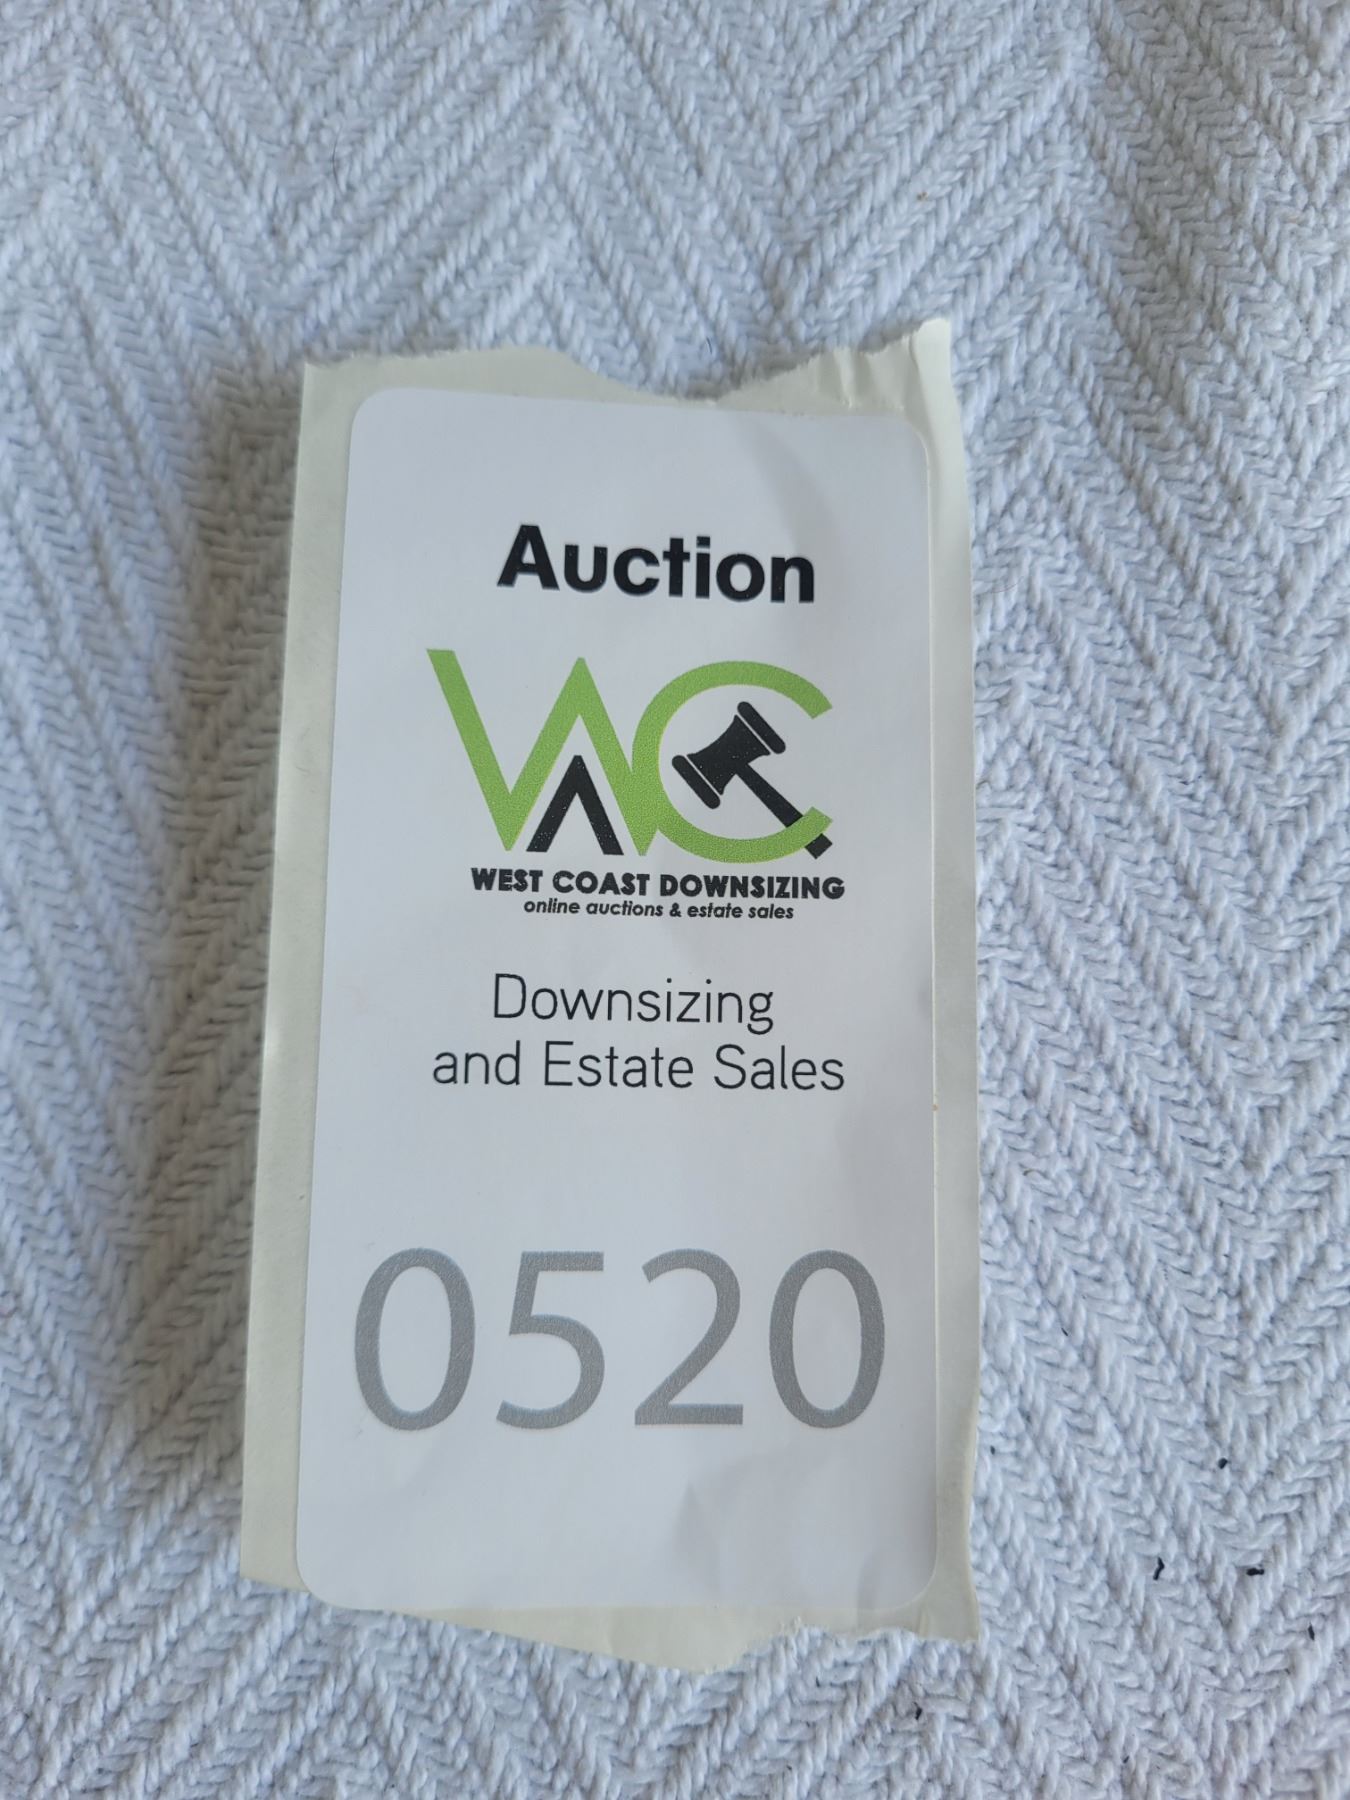 Auction
WC
WEST COAST DOWNSIZING
online auctions & estate sales
Downsizing
and Estate Sales
0520